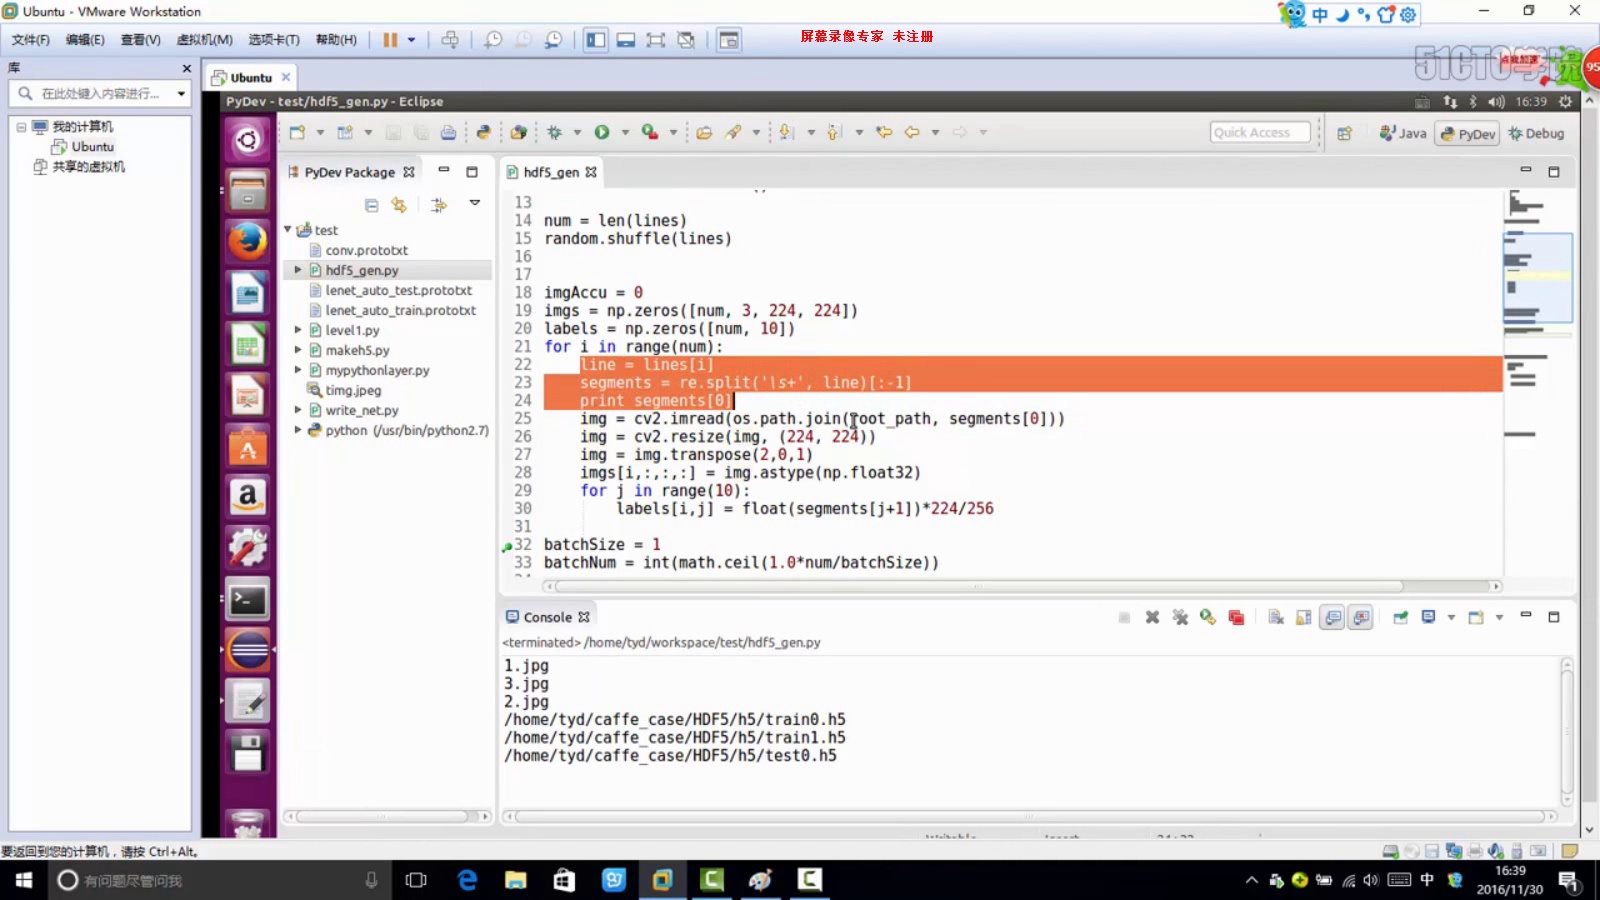 Ubuntu - VMware Workstation
中
文件(F) 编辑(E) 查看(V) 虚拟机(M) 选项卡(T) 帮助(H)
屏幕录像专家 未注册
51CTO学院
点我加速
95
库
在此处键入内容进行...
我的计算机
Ubuntu
共享的虚拟机
Ubuntu
PyDev - test/hdf5_gen.py - Eclipse
16:39
Quick Access
Java
PyDev
Debug
PyDev Package
test
conv.prototxt
hdf5_gen.py
lenet_auto_test.prototxt
lenet_auto_train.prototxt
level1.py
makeh5.py
mypythonlayer.py
timg.jpeg
write_net.py
python (/usr/bin/python2.7)
hdf5_gen
13
14 num = len(lines)
15 random.shuffle(lines)
16
17
18 imgAccu = 0
19 imgs = np.zeros([num, 3, 224, 224])
20 labels = np.zeros([num, 10])
21 for i in range(num):
22 line = lines[i]
23 segments = re.split('\s+', line)[:-1]
24 print segments[0]
25 img = cv2.imread(os.path.join(root_path, segments[0]))
26 img = cv2.resize(img, (224, 224))
27 img = img.transpose(2,0,1)
28 imgs[i,:,:,:] = img.astype(np.float32)
29 for j in range(10):
30 labels[i,j] = float(segments[j+1])*224/256
31
32 batchSize = 1
33 batchNum = int(math.ceil(1.0*num/batchSize))
Console
<terminated> /home/tyd/workspace/test/hdf5_gen.py
1.jpg
3.jpg
2.jpg
/home/tyd/caffe_case/HDF5/h5/train0.h5
/home/tyd/caffe_case/HDF5/h5/train1.h5
/home/tyd/caffe_case/HDF5/h5/test0.h5
要返回到您的计算机，请按 Ctrl+Alt。
有问题尽管问我
中
16:39
2016/11/30
1